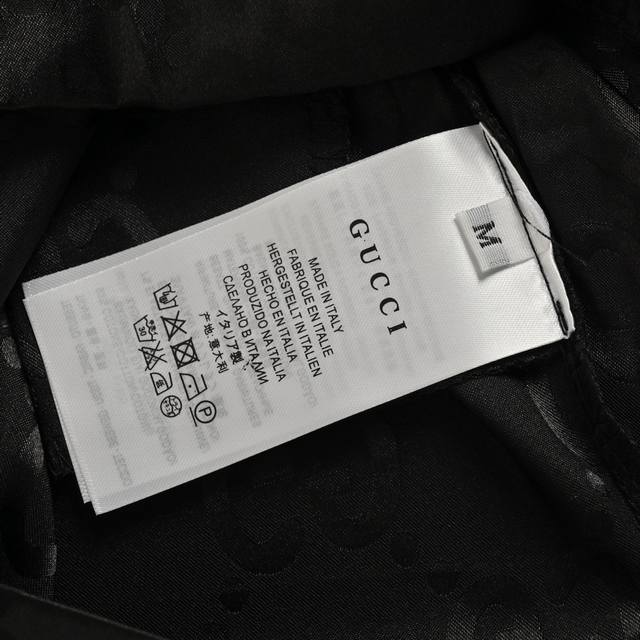 GUCCI
M
MADE IN ITALY
FABRIQUE EN ITALIE
HERGESTELLT IN ITALIEN
HECHO EN ITALIA
PRODUZIDO NA ITALIA
СДЕЛАНО В ИТАЛИИ
イタリア製
产地:意大利